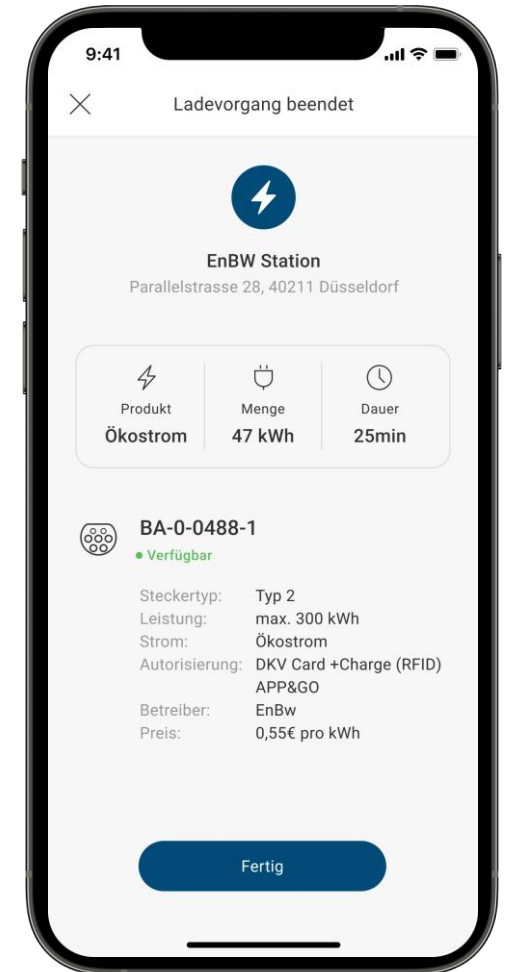 9:41
Ladevorgang beendet
EnBW Station
Parallelstrasse 28, 40211 Düsseldorf
Produkt Menge Dauer
Ökostrom 47 kWh 25min
BA-0-0488-1
Verfügbar
Steckertyp: Typ 2
Leistung: max. 300 kWh
Strom: Ökostrom
Autorisierung: DKV Card +Charge (RFID)
APP&GO
Betreiber: EnBw
Preis: 0,55€ pro kWh
Fertig